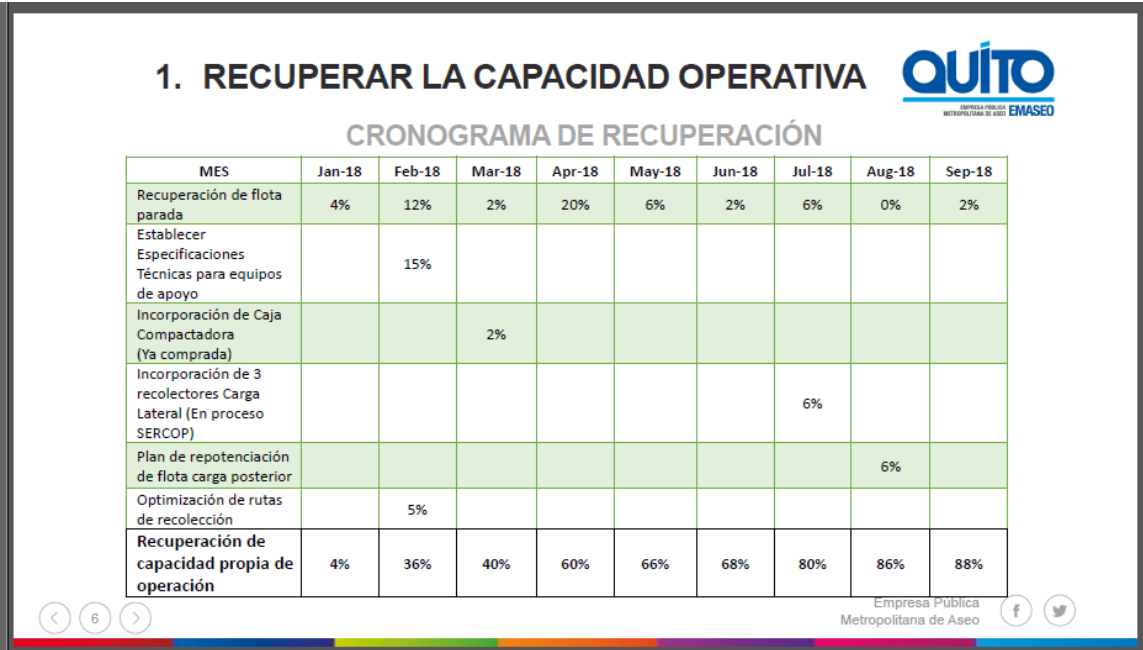 1. RECUPERAR LA CAPACIDAD OPERATIVA
QUITO
EMPRESA PÚBLICA
METROPOLITANA DE ASEO EMASEO
CRONOGRAMA DE RECUPERACIÓN
MES Jan-18 Feb-18 Mar-18 Apr-18 May-18 Jun-18 Jul-18 Aug-18 Sep-18
Recuperación de flota
parada 4% 12% 2% 20% 6% 2% 6% 0% 2%
Establecer
Especificaciones
Técnicas para equipos
de apoyo 15%
Incorporación de Caja
Compactadora
(Ya comprada) 2%
Incorporación de 3
recolectores Carga
Lateral (En proceso
SERCOP) 6%
Plan de repotenciación
de flota carga posterior 6%
Optimización de rutas
de recolección 5%
Recuperación de
capacidad propia de
operación 4% 36% 40% 60% 66% 68% 80% 86% 88%
6
Empresa Pública
Metropolitana de Aseo